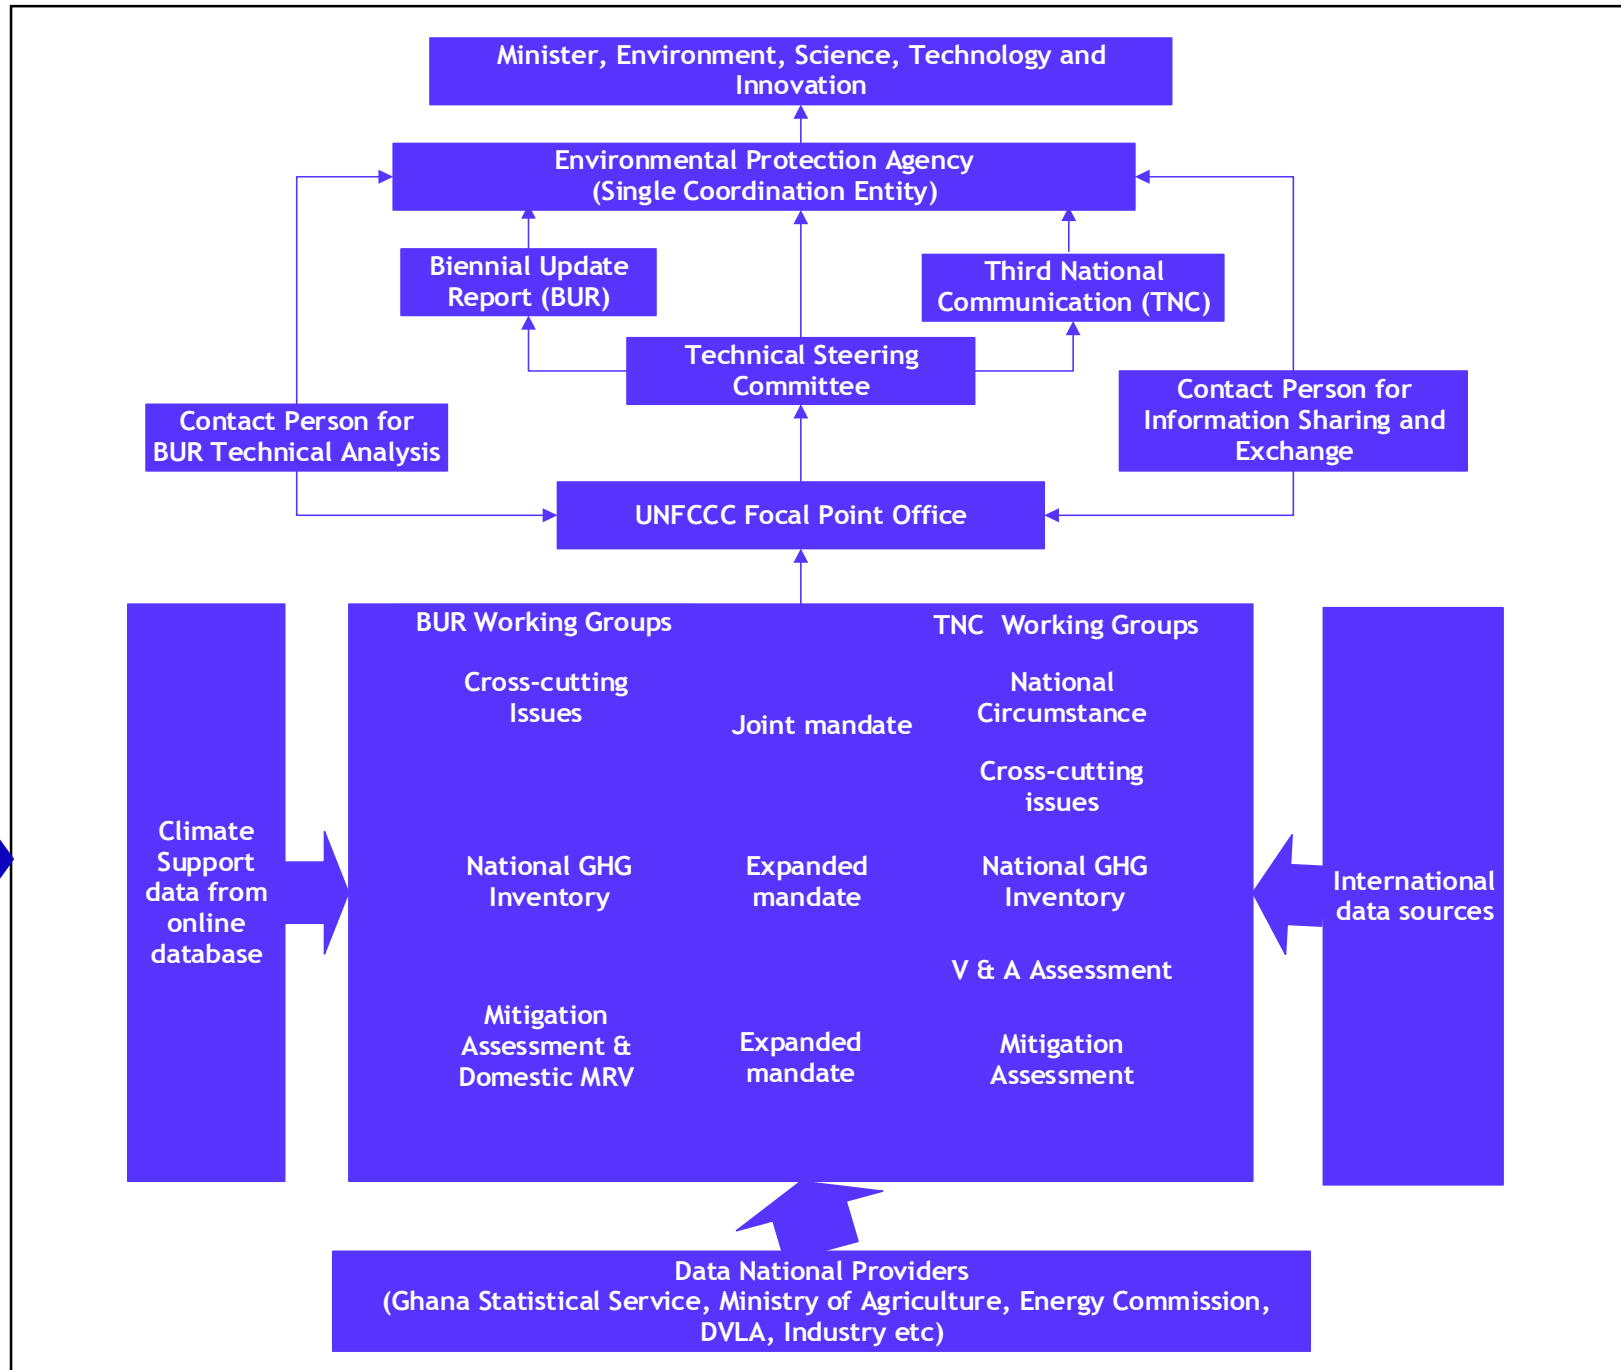 Minister, Environment, Science, Technology and
Innovation
Environmental Protection Agency
(Single Coordination Entity)
Biennial Update
Report (BUR)
Third National
Communication (TNC)
Technical Steering
Committee
Contact Person for
BUR Technical Analysis
Contact Person for
Information Sharing and
Exchange
UNFCCC Focal Point Office
BUR Working Groups
TNC Working Groups
Cross-cutting
Issues
Joint mandate
National
Circumstance
Cross-cutting
issues
Climate
Support
data from
online
database
National GHG
Inventory
Expanded
mandate
National GHG
Inventory
International
data sources
V & A Assessment
Mitigation
Assessment &
Domestic MRV
Expanded
mandate
Mitigation
Assessment
Data National Providers
(Ghana Statistical Service, Ministry of Agriculture, Energy Commission,
DVLA, Industry etc)